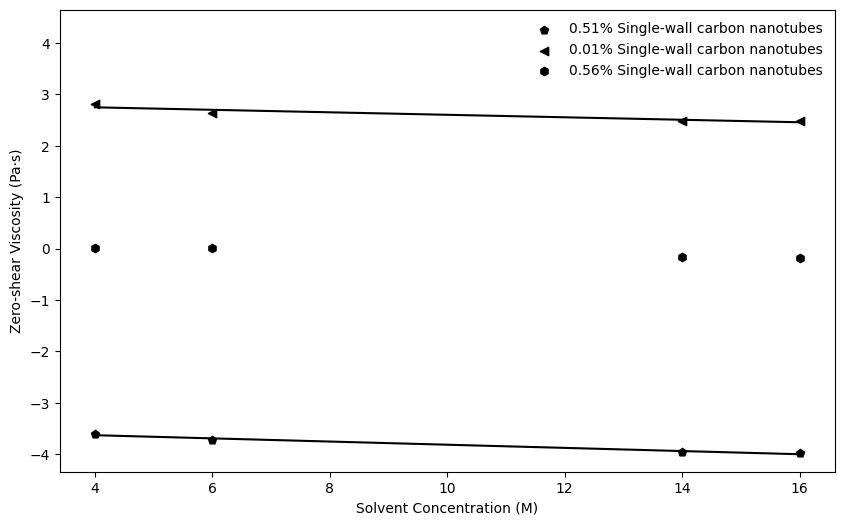 0.51% Single-wall carbon nanotubes
0.01% Single-wall carbon nanotubes
0.56% Single-wall carbon nanotubes
Zero-shear Viscosity (Pa·s)
4
3
2
1
0
−1
−2
−3
−4
4 6 8 10 12 14 16
Solvent Concentration (M)